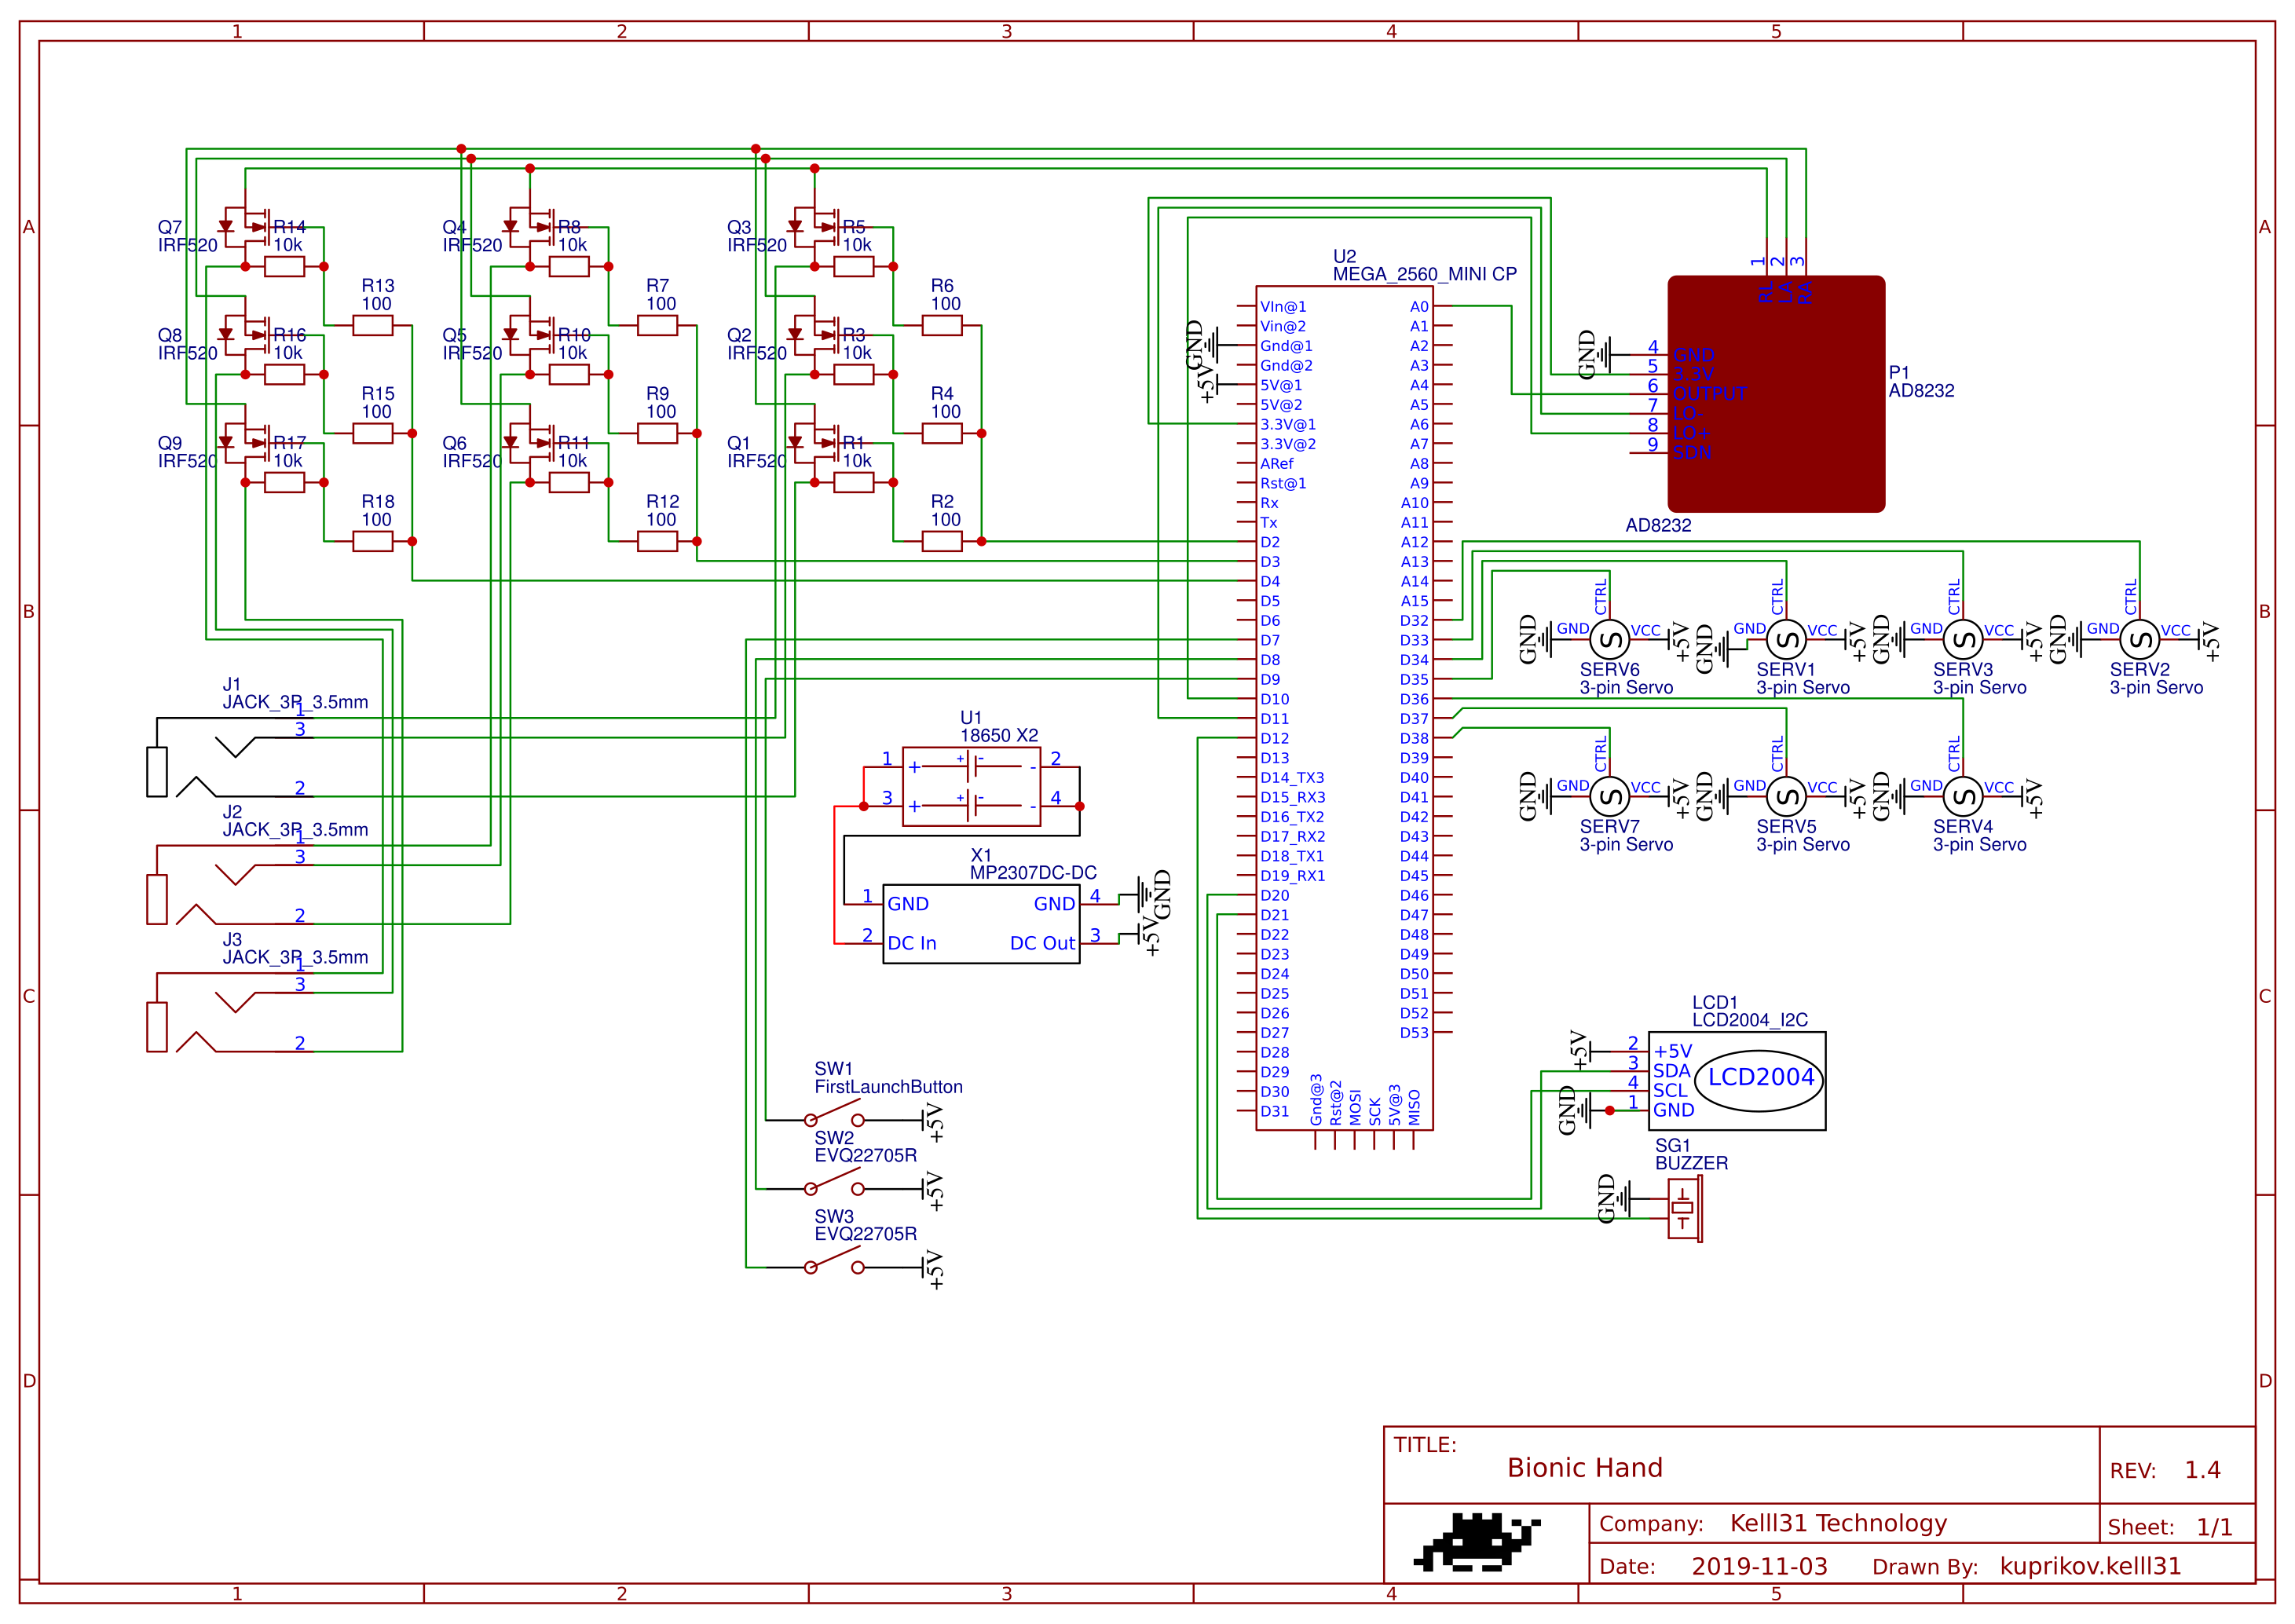 1 2 3 4 5
A A
B B
C C
D D
Q7
IRF520
R14
10k
Q4
IRF520
R8
10k
Q3
IRF520
R5
10k
R13
100
R7
100
R6
100
Q8
IRF520
R16
10k
Q5
IRF520
R10
10k
Q2
IRF520
R3
10k
R15
100
R9
100
R4
100
Q9
IRF520
R17
10k
Q6
IRF520
R11
10k
Q1
IRF520
R1
10k
R18
100
R12
100
R2
100
J1
JACK_3P_3.5mm
1
3
2
J2
JACK_3P_3.5mm
1
3
2
J3
JACK_3P_3.5mm
1
3
2
U1
18650 X2
1 + + - - 2
3 + + - - 4
X1
MP2307DC-DC
1 GND GND 4 GND
2 DC In DC Out 3 +5V
SW1
FirstLaunchButton
+5V
SW2
EVQ22705R
+5V
SW3
EVQ22705R
+5V
U2
MEGA_2560_MINI CP
GND
+5V
VIn@1 A0
Vin@2 A1
Gnd@1 A2
Gnd@2 A3
5V@1 A4
5V@2 A5
3.3V@1 A6
3.3V@2 A7
ARef A8
Rst@1 A9
Rx A10
Tx A11
D2 A12
D3 A13
D4 A14
D5 A15
D6 D32
D7 D33
D8 D34
D9 D35
D10 D36
D11 D37
D12 D38
D13 D39
D14_TX3 D40
D15_RX3 D41
D16_TX2 D42
D17_RX2 D43
D18_TX1 D44
D19_RX1 D45
D20 D46
D21 D47
D22 D48
D23 D49
D24 D50
D25 D51
D26 D52
D27 D53
D28
D29
D30
D31
Gnd@3
Rst@2
MOSI
SCK
5V@3
MISO
1 2 3
RL LA RA
GND
4 GND
5 3.3V
6 OUTPUT
7 LO-
8 LO+
9 SDN
P1
AD8232
AD8232
CTRL
GND GND S VCC +5V
SERV6
3-pin Servo
CTRL
GND GND S VCC +5V
SERV1
3-pin Servo
CTRL
GND GND S VCC +5V
SERV3
3-pin Servo
CTRL
GND GND S VCC +5V
SERV2
3-pin Servo
CTRL
GND GND S VCC +5V
SERV7
3-pin Servo
CTRL
GND GND S VCC +5V
SERV5
3-pin Servo
CTRL
GND GND S VCC +5V
SERV4
3-pin Servo
LCD1
LCD2004_I2C
+5V 2 +5V
3 SDA
4 SCL
GND 1 GND
LCD2004
SG1
BUZZER
GND
TITLE:
Bionic Hand
REV: 1.4
Company: Kelll31 Technology
Sheet: 1/1
Date: 2019-11-03 Drawn By: kuprikov.kelll31
1 2 3 4 5